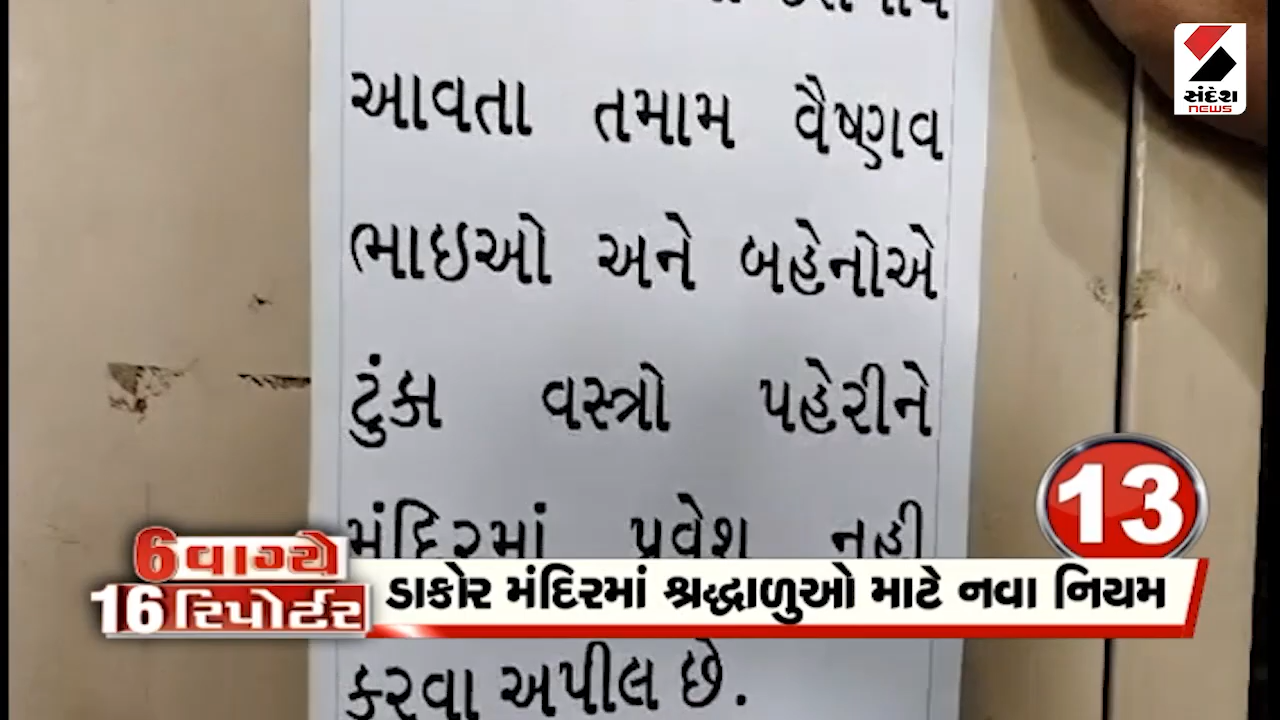 આવતા તમામ વૈષ્ણવ
ભાઇઓ અને બહેનોએ
ટુંકા વસ્ત્રો પહેરીને
મંદિરમાં પ્રવેશ નહી
કરવા અપીલ છે.
સંદેશ
NEWS
13
6 વાગ્યે
16 રિપોર્ટર
ડાકોર મંદિરમાં શ્રદ્ધાળુઓ માટે નવા નિયમ